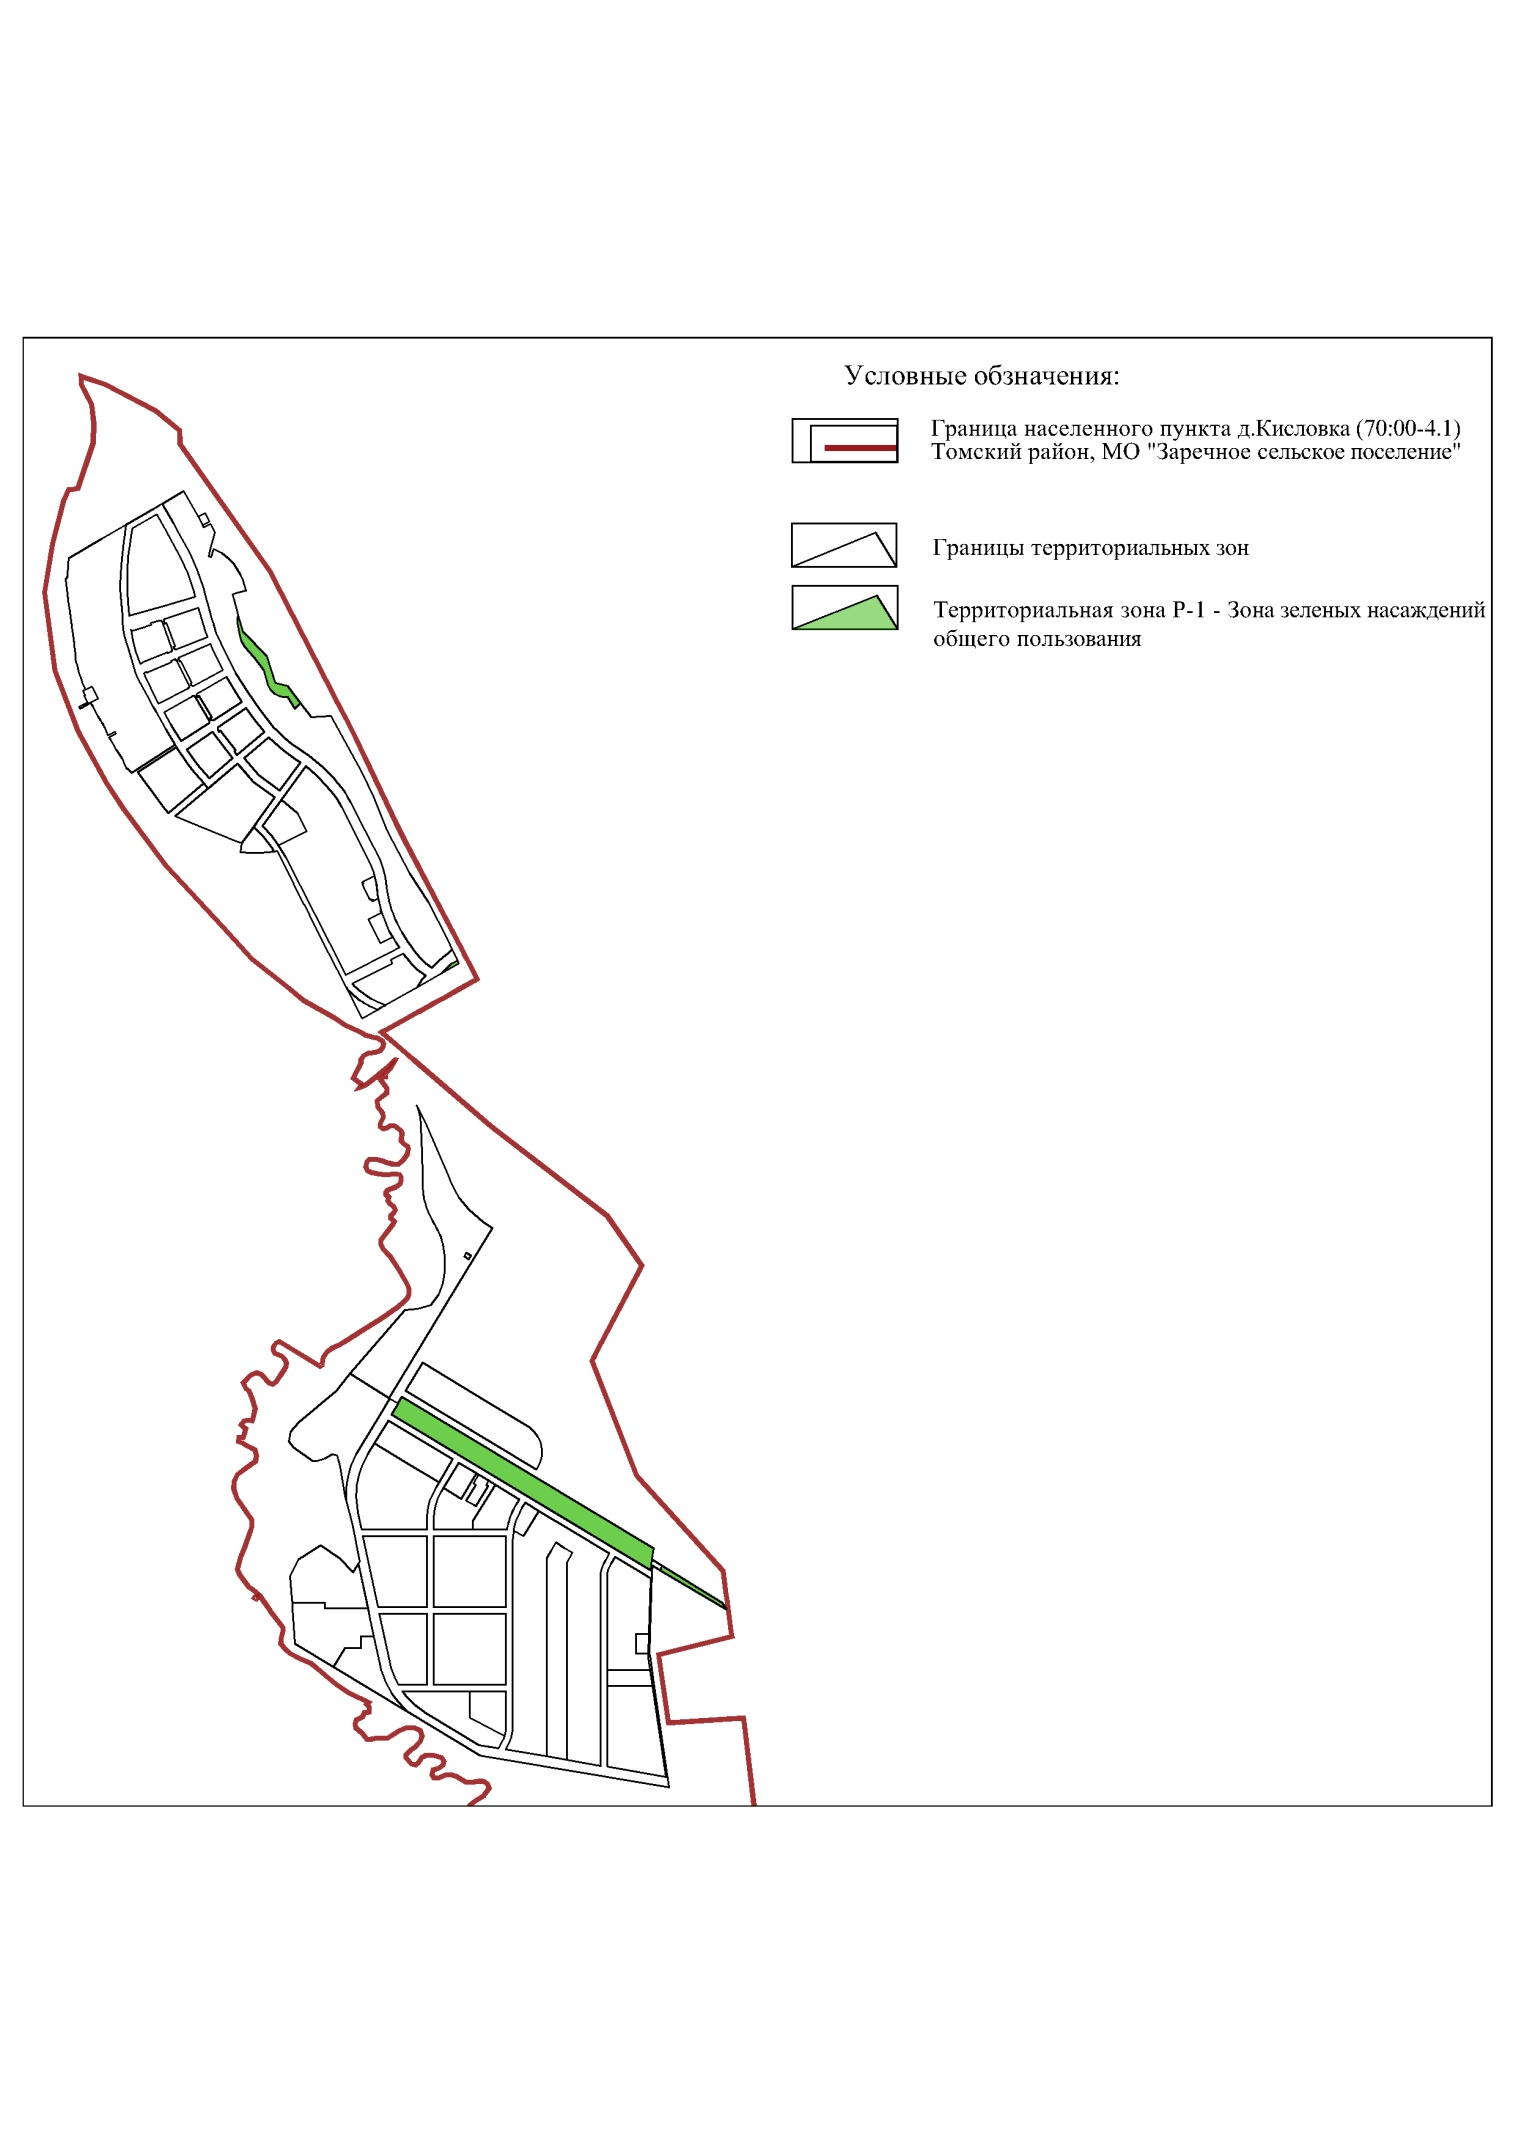 Условные обзначения:
Граница населенного пункта д.Кисловка (70:00-4.1)
Томский район, МО "Заречное сельское поселение"
Границы территориальных зон
Территориальная зона Р-1 - Зона зеленых насаждений
общего пользования